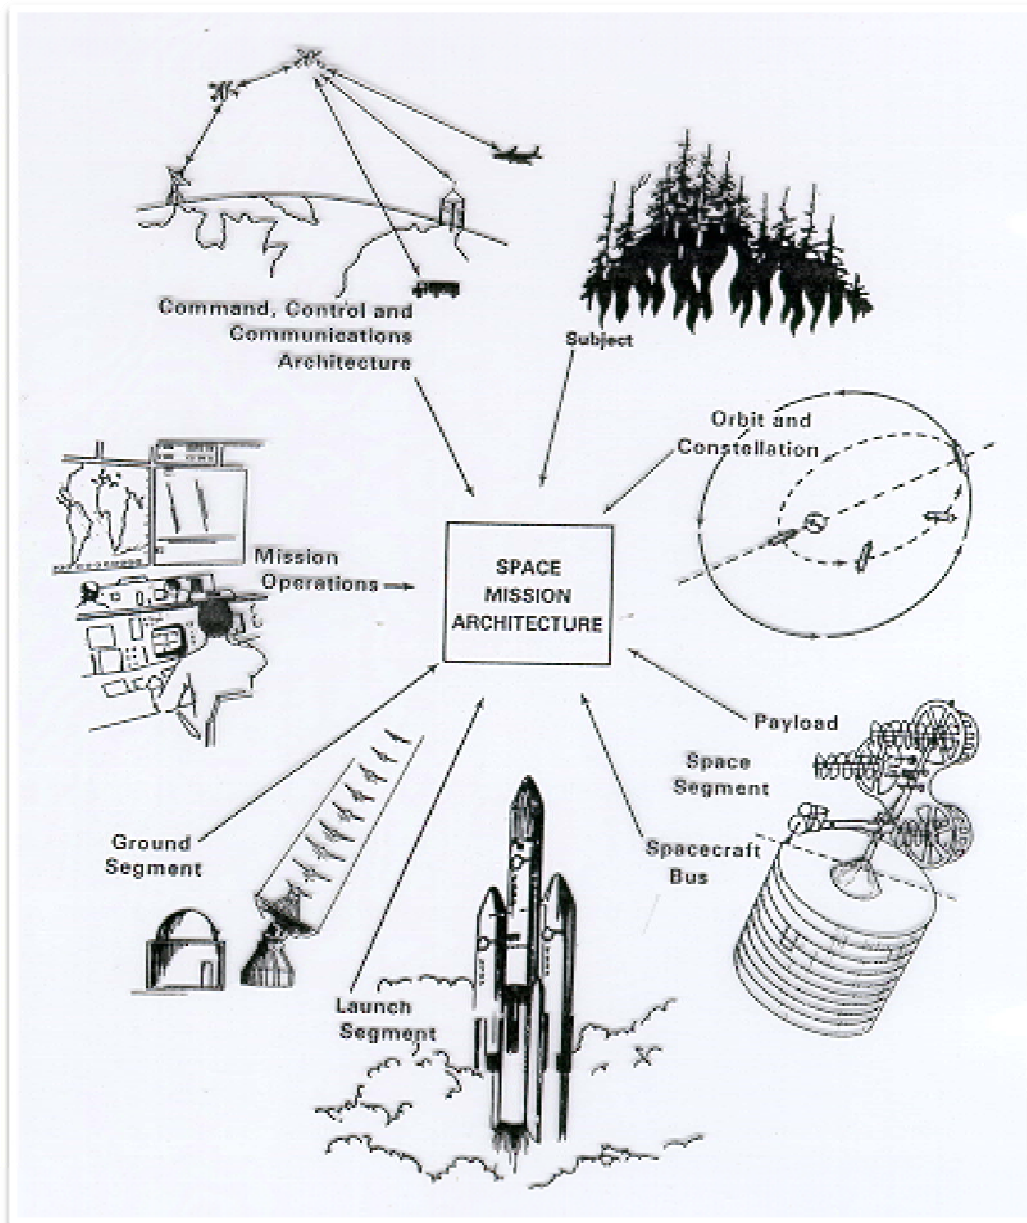 Command, Control and
Communications
Architecture
Subject
Orbit and
Constellation
Mission
Operations
SPACE
MISSION
ARCHITECTURE
Payload
Space
Segment
Ground
Segment
Spacecraft
Bus
Launch
Segment